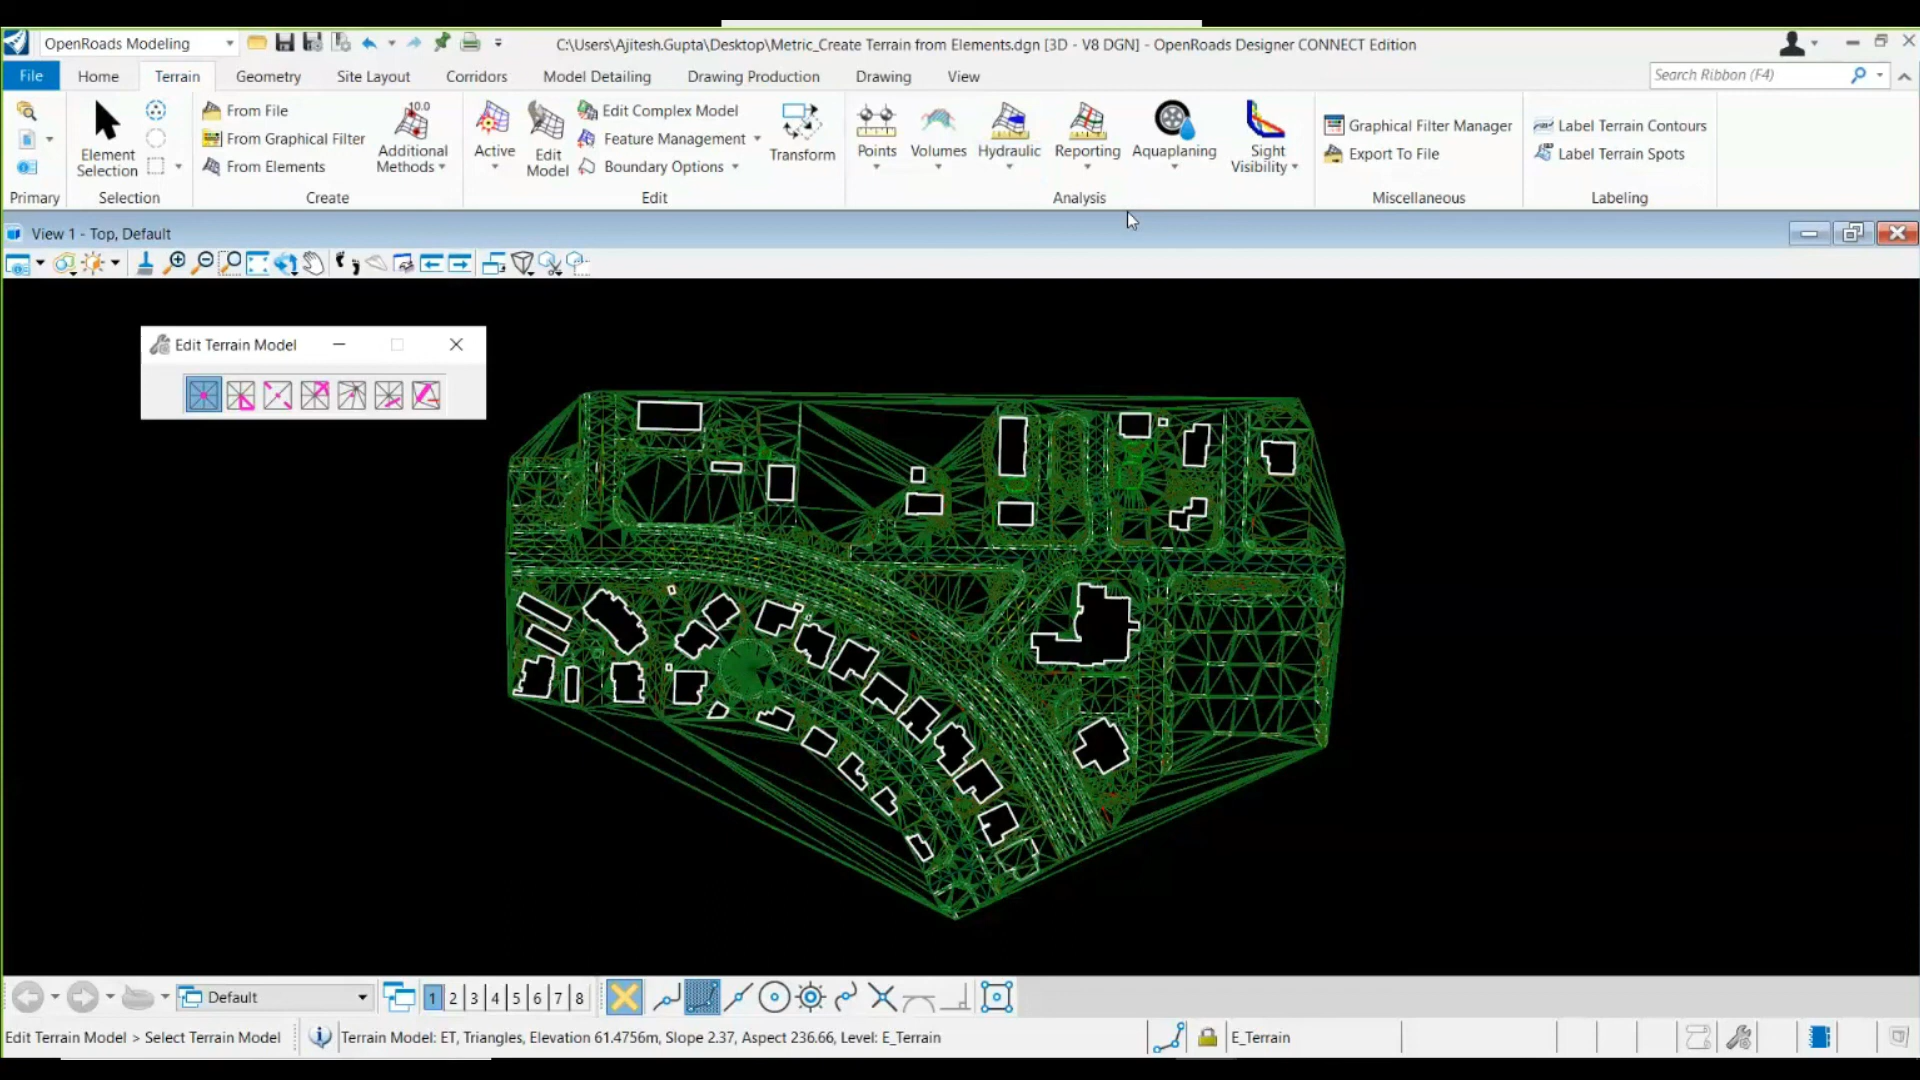 OpenRoads Modeling
C:\Users\Ajitesh.Gupta\Desktop\Metric_Create Terrain from Elements.dgn [3D - V8 DGN] - OpenRoads Designer CONNECT Edition
File Home Terrain Geometry Site Layout Corridors Model Detailing Drawing Production Drawing View
Search Ribbon (F4)
Element
Selection
From File
From Graphical Filter
From Elements
10.0
Additional
Methods
Active
Edit
Model
Edit Complex Model
Feature Management
Boundary Options
Transform
Points
Volumes
Hydraulic
Reporting
Aquaplaning
Sight
Visibility
Graphical Filter Manager
Export To File
Label Terrain Contours
Label Terrain Spots
Primary Selection Create Edit Analysis Miscellaneous Labeling
View 1 - Top, Default
Edit Terrain Model
Default
1 2 3 4 5 6 7 8
Edit Terrain Model > Select Terrain Model
Terrain Model: ET, Triangles, Elevation 61.4756m, Slope 2.37, Aspect 236.66, Level: E_Terrain
E_Terrain